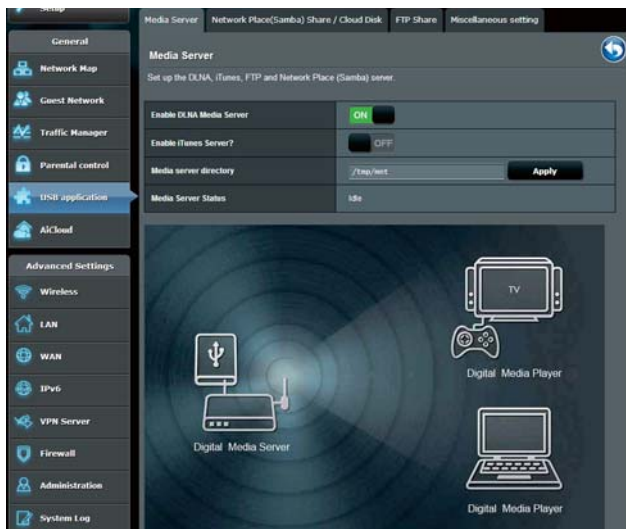 Setup
General
Network Map
Guest Network
Traffic Manager
Parental control
USB application
AiCloud
Advanced Settings
Wireless
LAN
WAN
IPv6
VPN Server
Firewall
Administration
System Log
Media Server
Network Place(Samba) Share / Cloud Disk
FTP Share
Miscellaneous setting
Media Server
Set up the DLNA, iTunes, FTP and Network Place (Samba) server.
Enable DLNA Media Server
ON
Enable iTunes Server?
OFF
Media server directory
/tmp/mnt
Apply
Media Server Status
Idle
TV
Digital Media Player
Digital Media Server
Digital Media Player